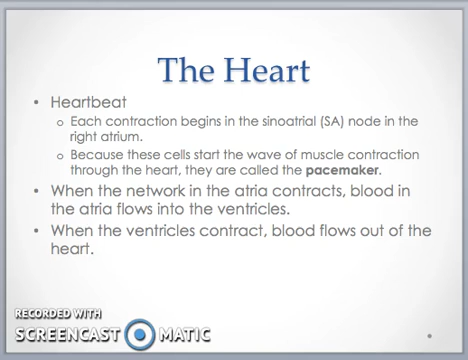 The Heart
• Heartbeat
o Each contraction begins in the sinoatrial (SA) node in the
right atrium.
o Because these cells start the wave of muscle contraction
through the heart, they are called the pacemaker.
• When the network in the atria contracts, blood in
the atria flows into the ventricles.
• When the ventricles contract, blood flows out of the
heart.
RECORDED WITH
SCREENCAST MATIC